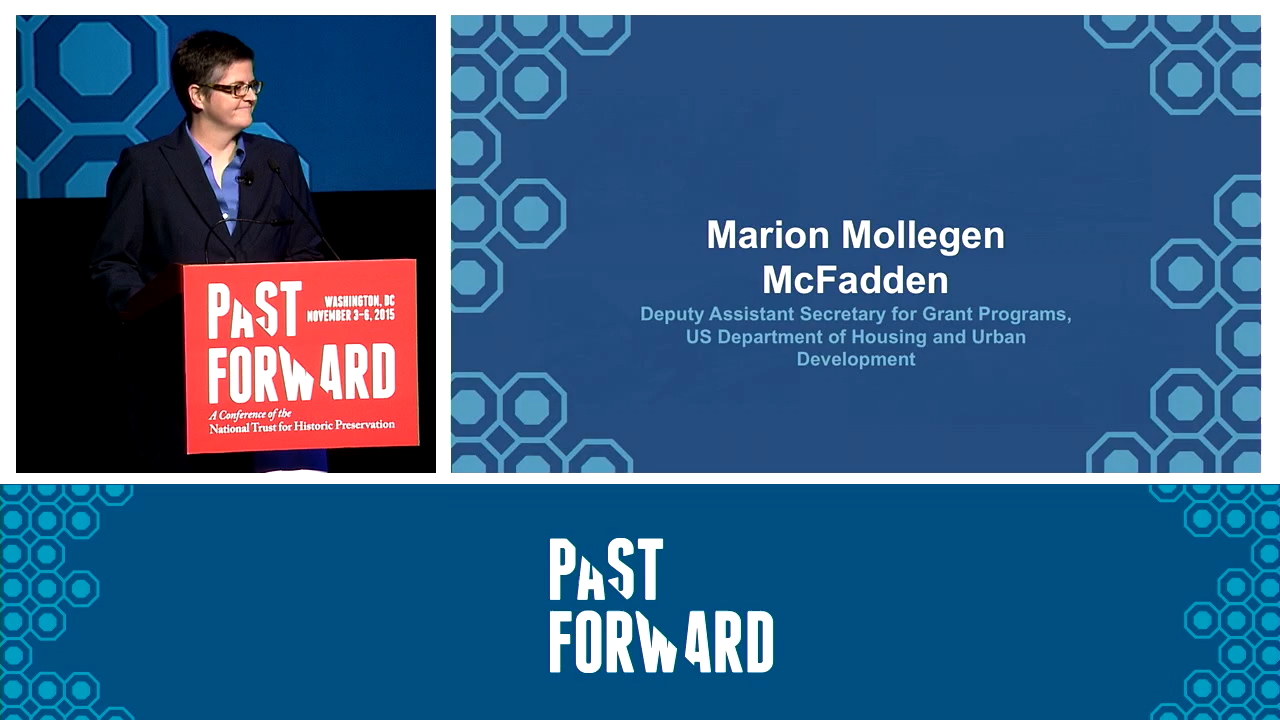 PAST
FORWARD
WASHINGTON, DC
NOVEMBER 3–6, 2015
A Conference of the
National Trust for Historic Preservation
Marion Mollegen
McFadden
Deputy Assistant Secretary for Grant Programs,
US Department of Housing and Urban
Development
PAST
FORWARD